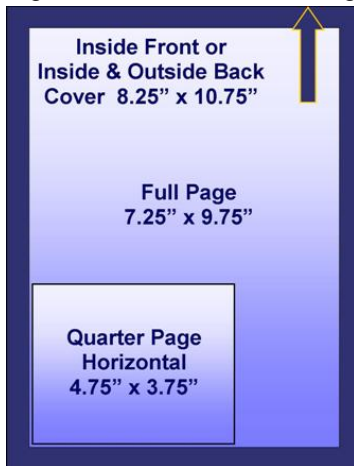 Inside Front or
Inside & Outside Back
Cover 8.25” x 10.75”
Full Page
7.25” x 9.75”
Quarter Page
Horizontal
4.75” x 3.75”